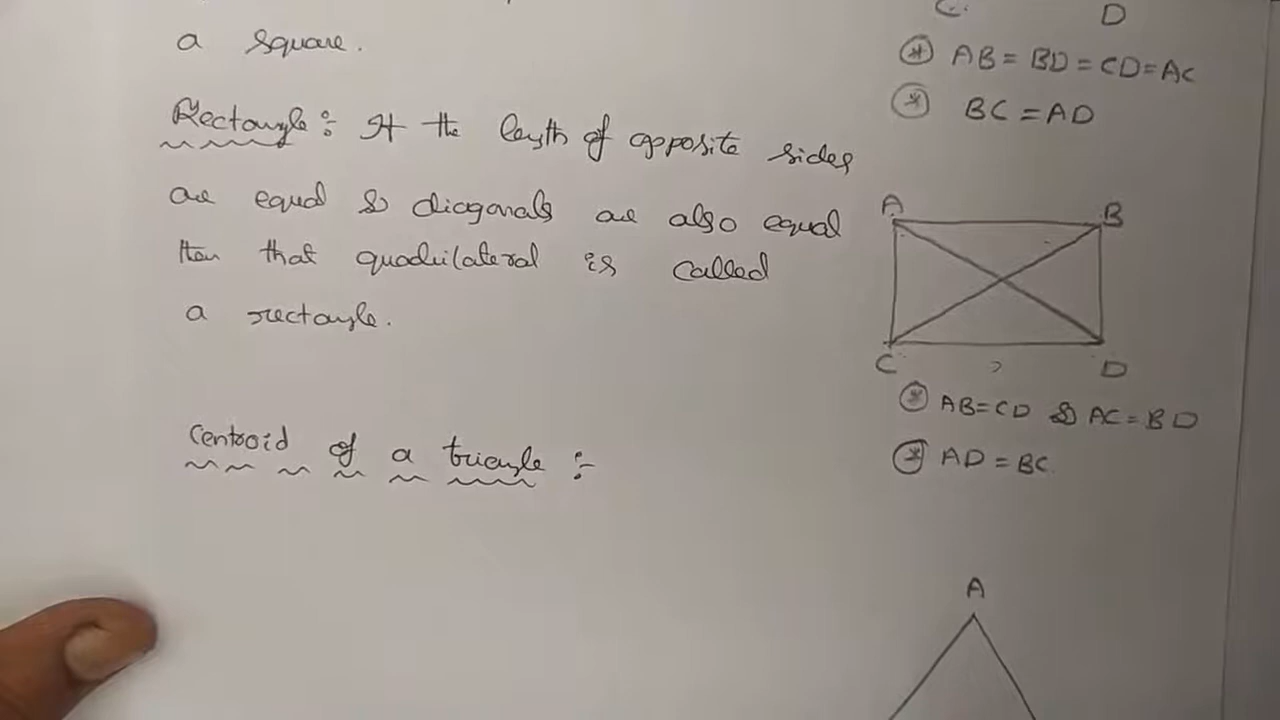 a square.
Rectangle :- If the length of opposite sides
are equal & diagonals are also equal
then that quadrilateral is called
a rectangle.
Centroid of a triangle :-
C D
* AB = BD = CD = AC
* BC = AD
A B
C D
* AB = CD & AC = BD
* AD = BC
A